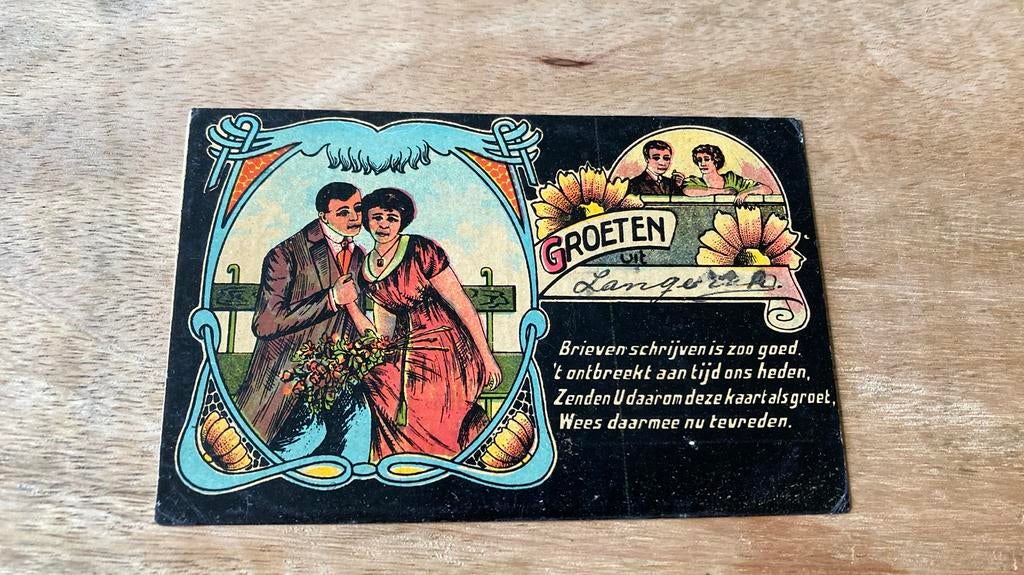 GROETEN
uit
Langerak.
Brieven schrijven is zoo goed,
't ontbreekt aan tijd ons heden,
Zenden U daarom deze kaart als groet,
Wees daarmee nu tevreden.